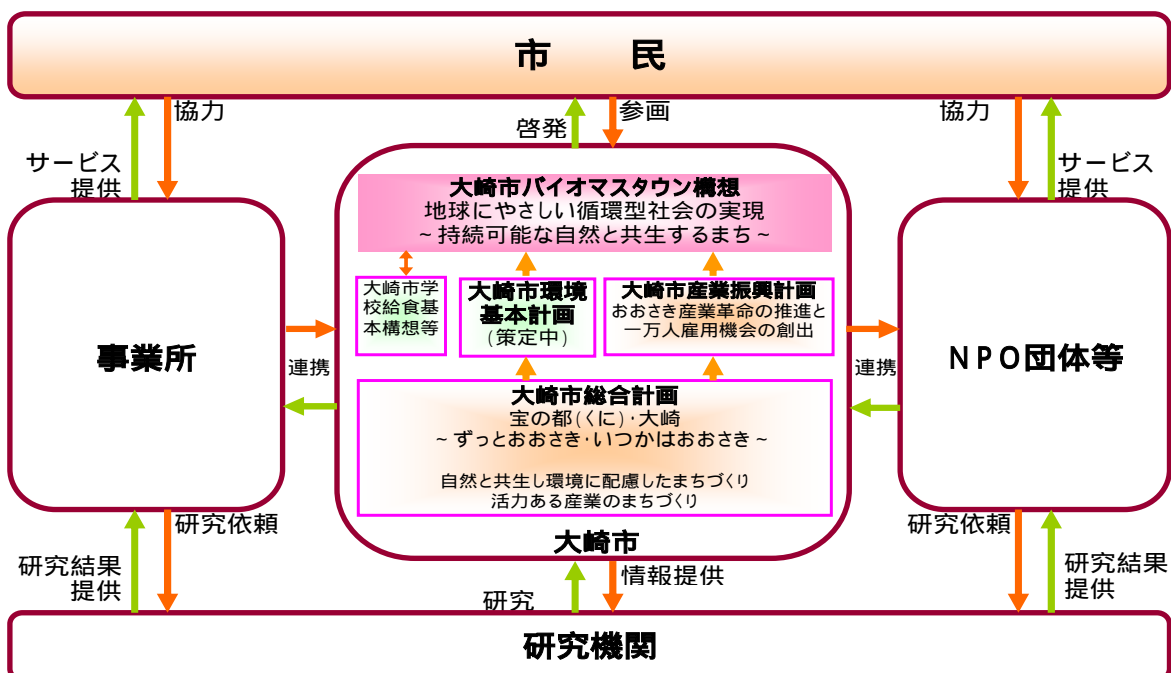 市　民
協力
サービス
提供
啓発
参画
協力
サービス
提供
大崎市バイオマスタウン構想
地球にやさしい循環型社会の実現
~ 持続可能な自然と共生するまち ~
大崎市学
校給食基
本構想等
大崎市環境
基本計画
(策定中)
大崎市産業振興計画
おおさき産業革命の推進と
一万人雇用機会の創出
事業所
連携
連携
NPO団体等
大崎市総合計画
宝の都(くに)・大崎
~ ずっとおおさき・いつかはおおさき ~
自然と共生し環境に配慮したまちづくり
活力ある産業のまちづくり
大崎市
研究依頼
研究結果
提供
研究
情報提供
研究依頼
研究結果
提供
研究機関